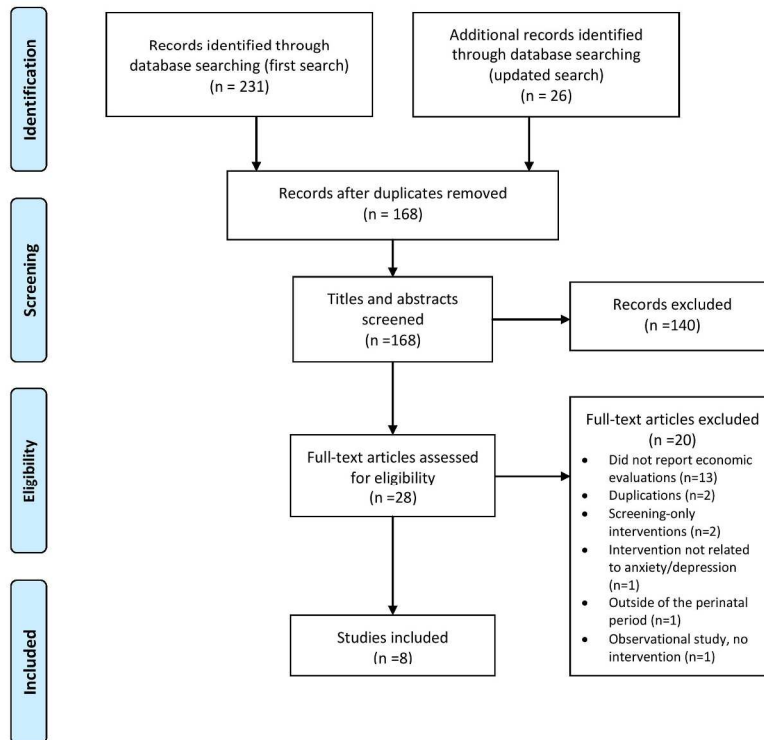 Identification
Records identified through
database searching (first search)
(n = 231)
Additional records identified
through database searching
(updated search)
(n = 26)
Records after duplicates removed
(n = 168)
Screening
Titles and abstracts
screened
(n =168)
Records excluded
(n =140)
Eligibility
Full-text articles assessed
for eligibility
(n =28)
Full-text articles excluded
(n =20)
• Did not report economic
evaluations (n=13)
• Duplications (n=2)
• Screening-only
interventions (n=2)
• Intervention not related
to anxiety/depression
(n=1)
• Outside of the perinatal
period (n=1)
• Observational study, no
intervention (n=1)
Included
Studies included
(n =8)